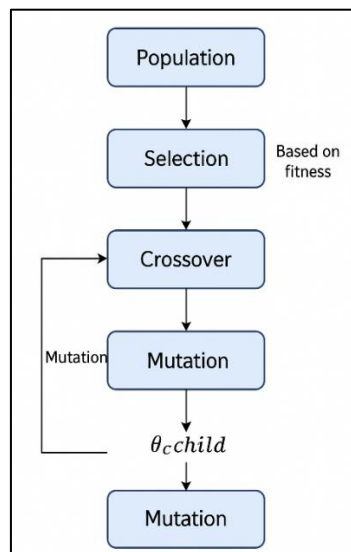 Population
Selection
Based on
fitness
Crossover
Mutation
Mutation
θ_C child
Mutation